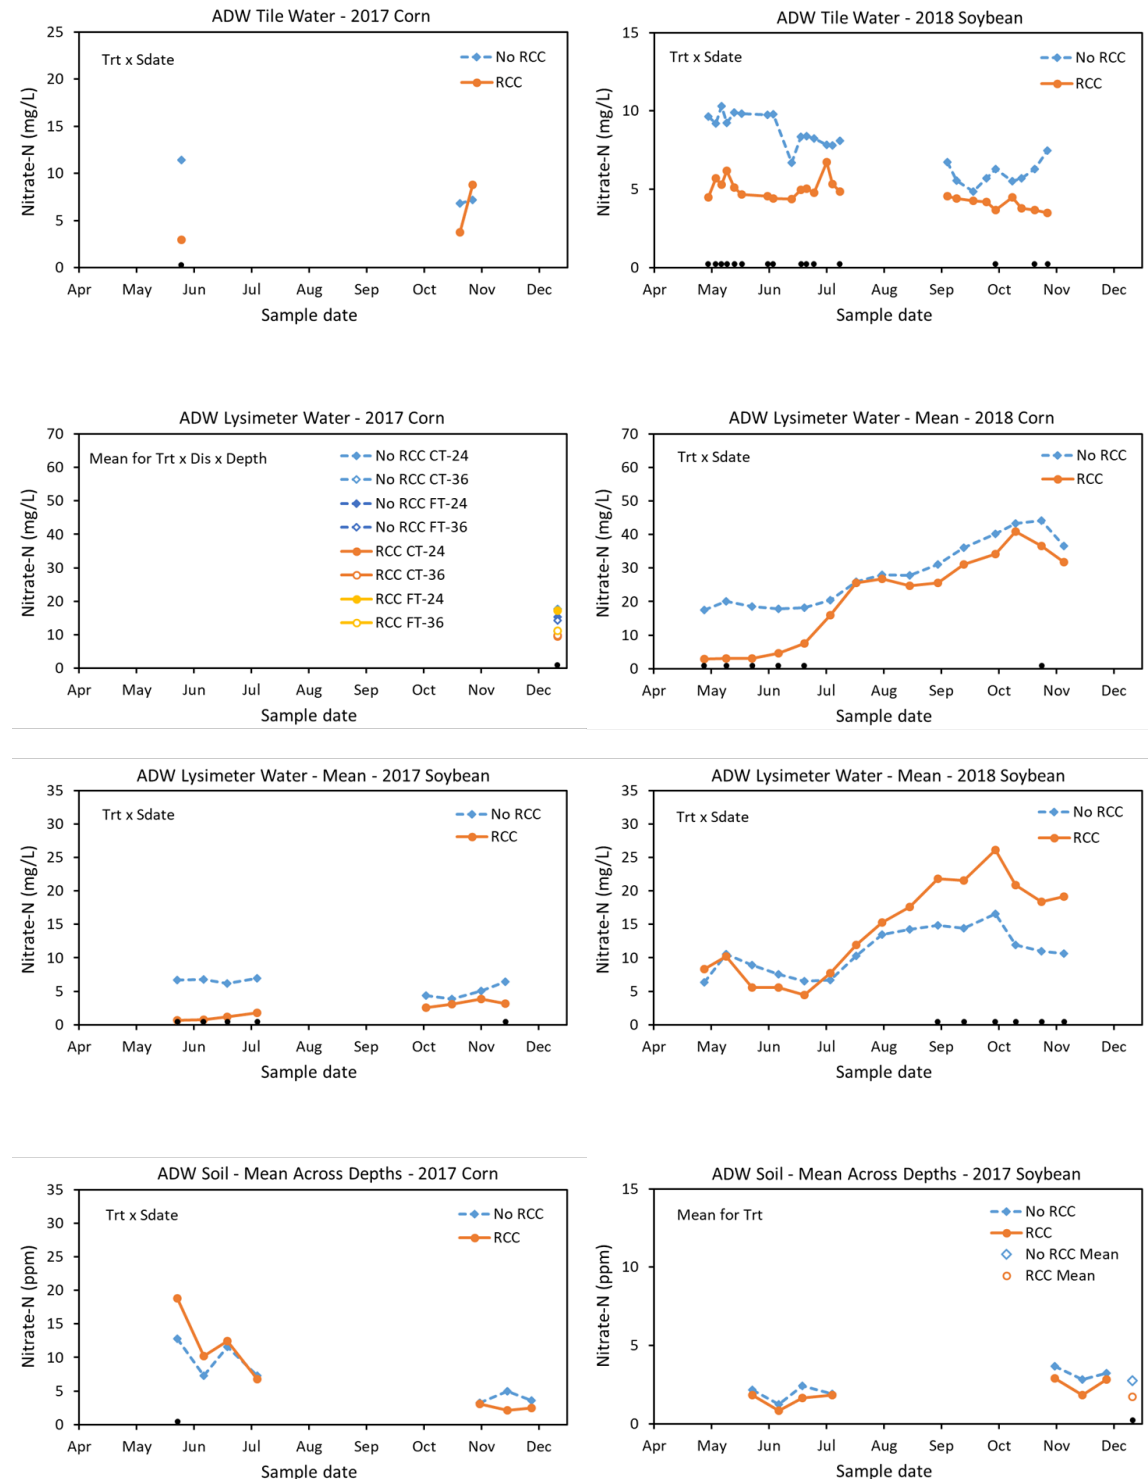 ADW Tile Water - 2017 Corn
25
20
15
10
5
0
Nitrate-N (mg/L)
Trt x Sdate
No RCC
RCC
Apr May Jun Jul Aug Sep Oct Nov Dec
Sample date
ADW Tile Water - 2018 Soybean
15
10
5
0
Nitrate-N (mg/L)
Trt x Sdate
No RCC
RCC
Apr May Jun Jul Aug Sep Oct Nov Dec
Sample date
ADW Lysimeter Water - 2017 Corn
70
60
50
40
30
20
10
0
Nitrate-N (mg/L)
Mean for Trt x Dis x Depth
No RCC CT-24
No RCC CT-36
No RCC FT-24
No RCC FT-36
RCC CT-24
RCC CT-36
RCC FT-24
RCC FT-36
Apr May Jun Jul Aug Sep Oct Nov Dec
Sample date
ADW Lysimeter Water - Mean - 2018 Corn
70
60
50
40
30
20
10
0
Nitrate-N (mg/L)
Trt x Sdate
No RCC
RCC
Apr May Jun Jul Aug Sep Oct Nov Dec
Sample date
ADW Lysimeter Water - Mean - 2017 Soybean
35
30
25
20
15
10
5
0
Nitrate-N (mg/L)
Trt x Sdate
No RCC
RCC
Apr May Jun Jul Aug Sep Oct Nov Dec
Sample date
ADW Lysimeter Water - Mean - 2018 Soybean
35
30
25
20
15
10
5
0
Nitrate-N (mg/L)
Trt x Sdate
No RCC
RCC
Apr May Jun Jul Aug Sep Oct Nov Dec
Sample date
ADW Soil - Mean Across Depths - 2017 Corn
35
30
25
20
15
10
5
0
Nitrate-N (ppm)
Trt x Sdate
No RCC
RCC
Apr May Jun Jul Aug Sep Oct Nov Dec
Sample date
ADW Soil - Mean Across Depths - 2017 Soybean
15
10
5
0
Nitrate-N (ppm)
Mean for Trt
No RCC
RCC
No RCC Mean
RCC Mean
Apr May Jun Jul Aug Sep Oct Nov Dec
Sample date